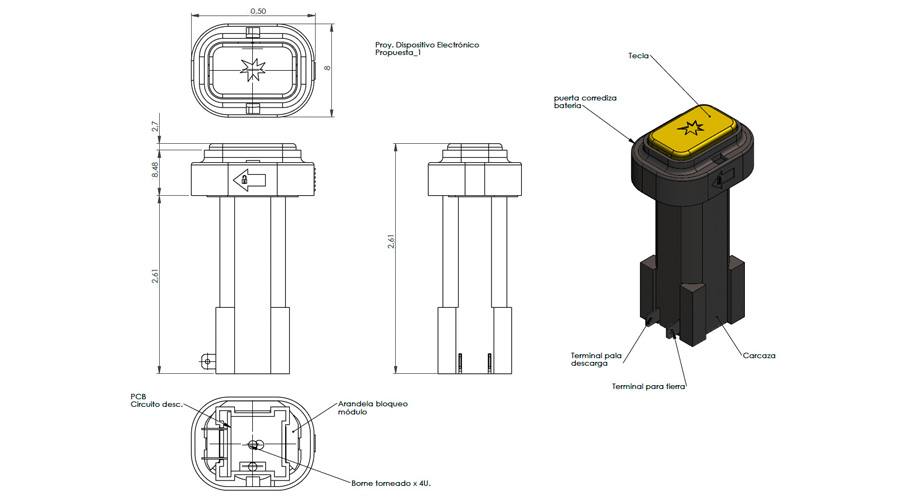 0,50
Proy. Dispositivo Electrónico
Propuesta_1
8
Tecla
puerta corrediza
batería
2,7
8,48
2,61
2,61
Terminal pala
descarga
Terminal para tierra
Carcaza
PCB
Circuito desc.
Arandela bloqueo
módulo
Borne torneado x 4U.